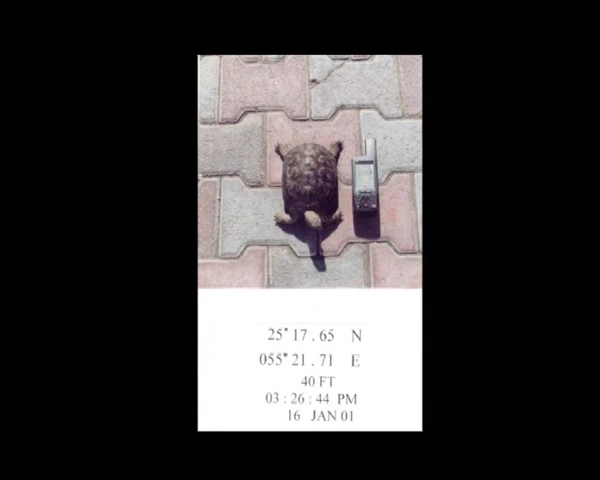 25° 17 . 65 N
055° 21 . 71 E
40 FT
03 : 26 : 44 PM
16 JAN 01